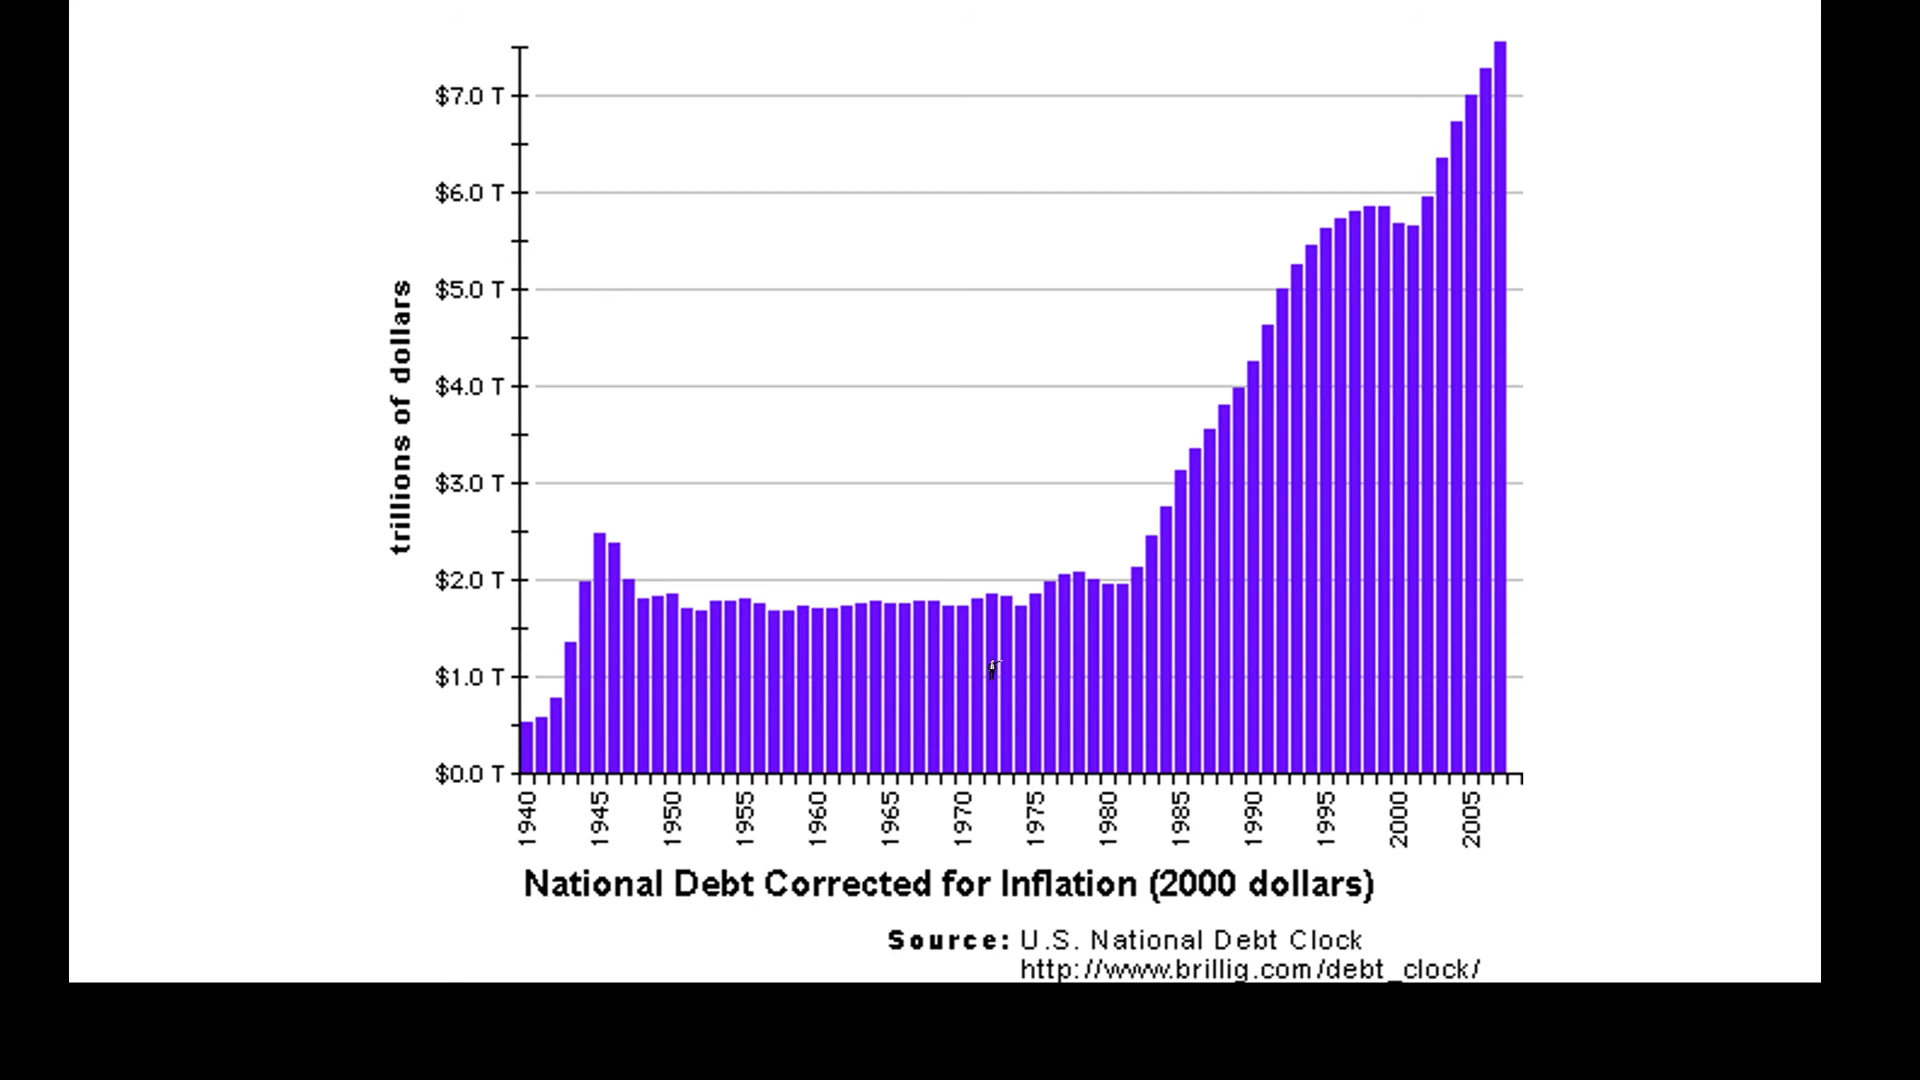 $7.0 T
$6.0 T
$5.0 T
$4.0 T
$3.0 T
$2.0 T
$1.0 T
$0.0 T
trillions of dollars
1940 1945 1950 1955 1960 1965 1970 1975 1980 1985 1990 1995 2000 2005
National Debt Corrected for Inflation (2000 dollars)
Source: U.S. National Debt Clock
http://www.brillig.com/debt_clock/